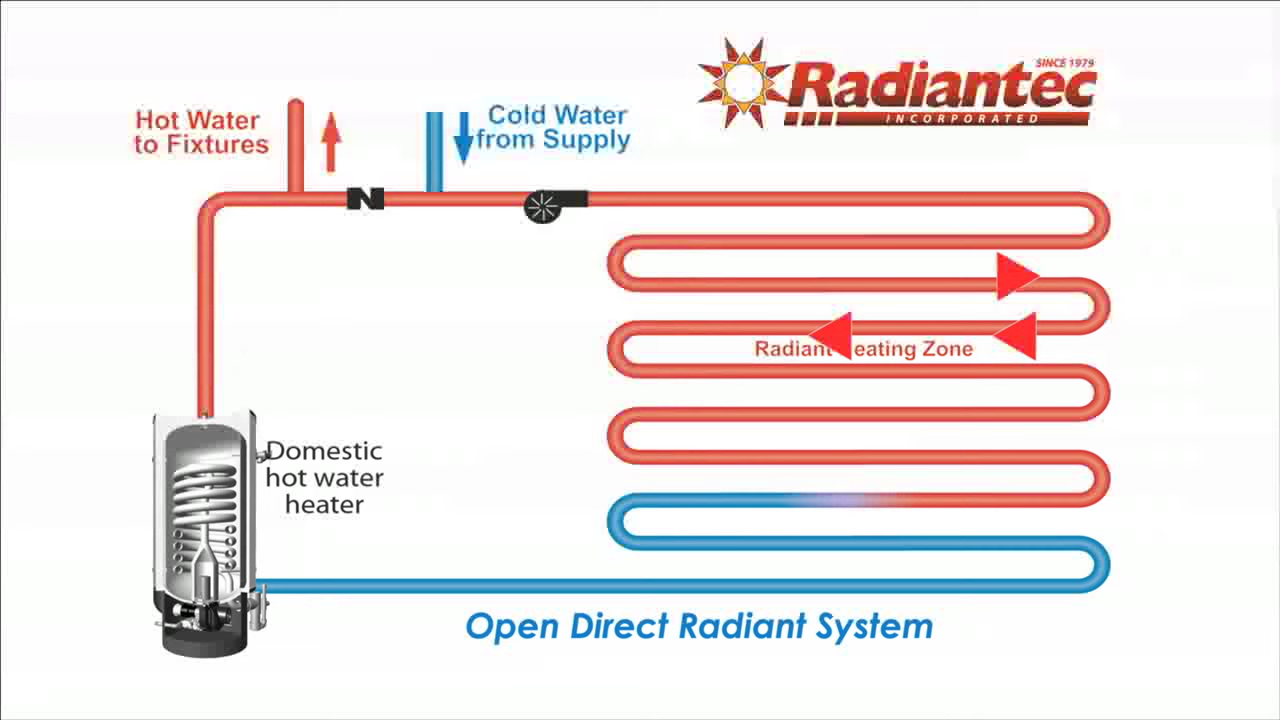 SINCE 1979
Radiantec
INCORPORATED
Hot Water
to Fixtures
Cold Water
from Supply
N
Radiant eating Zone
Domestic
hot water
heater
Open Direct Radiant System